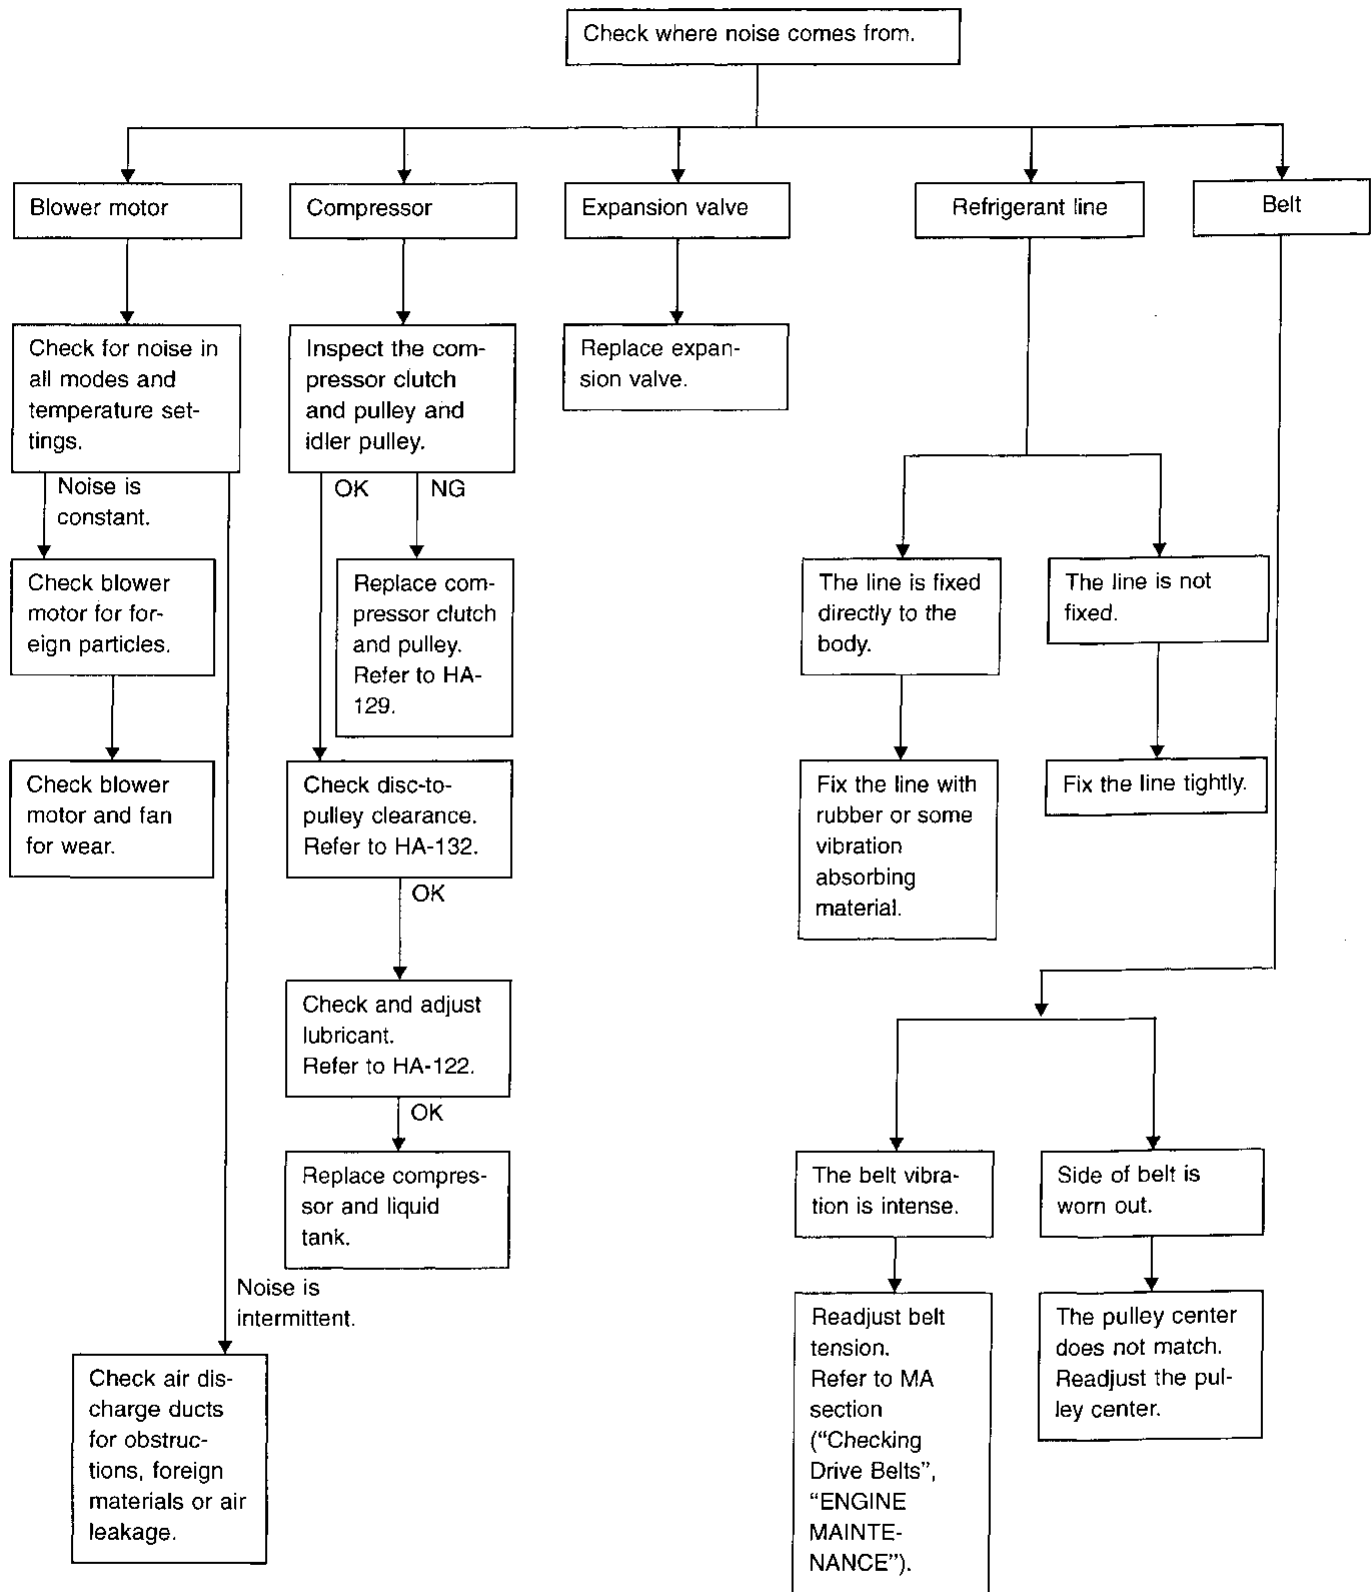 Check where noise comes from.
Blower motor
Compressor
Expansion valve
Refrigerant line
Belt
Check for noise in
all modes and
temperature set-
tings.
Inspect the com-
pressor clutch
and pulley and
idler pulley.
Replace expan-
sion valve.
Noise is
constant.
OK
NG
Check blower
motor for for-
eign particles.
Replace com-
pressor clutch
and pulley.
Refer to HA-
129.
The line is fixed
directly to the
body.
The line is not
fixed.
Check blower
motor and fan
for wear.
Check disc-to-
pulley clearance.
Refer to HA-132.
Fix the line with
rubber or some
vibration
absorbing
material.
Fix the line tightly.
OK
Check and adjust
lubricant.
Refer to HA-122.
OK
Replace compres-
sor and liquid
tank.
The belt vibra-
tion is intense.
Side of belt is
worn out.
Noise is
intermittent.
Check air dis-
charge ducts
for obstruc-
tions, foreign
materials or air
leakage.
Readjust belt
tension.
Refer to MA
section
(“Checking
Drive Belts”,
“ENGINE
MAINTE-
NANCE”).
The pulley center
does not match.
Readjust the pul-
ley center.